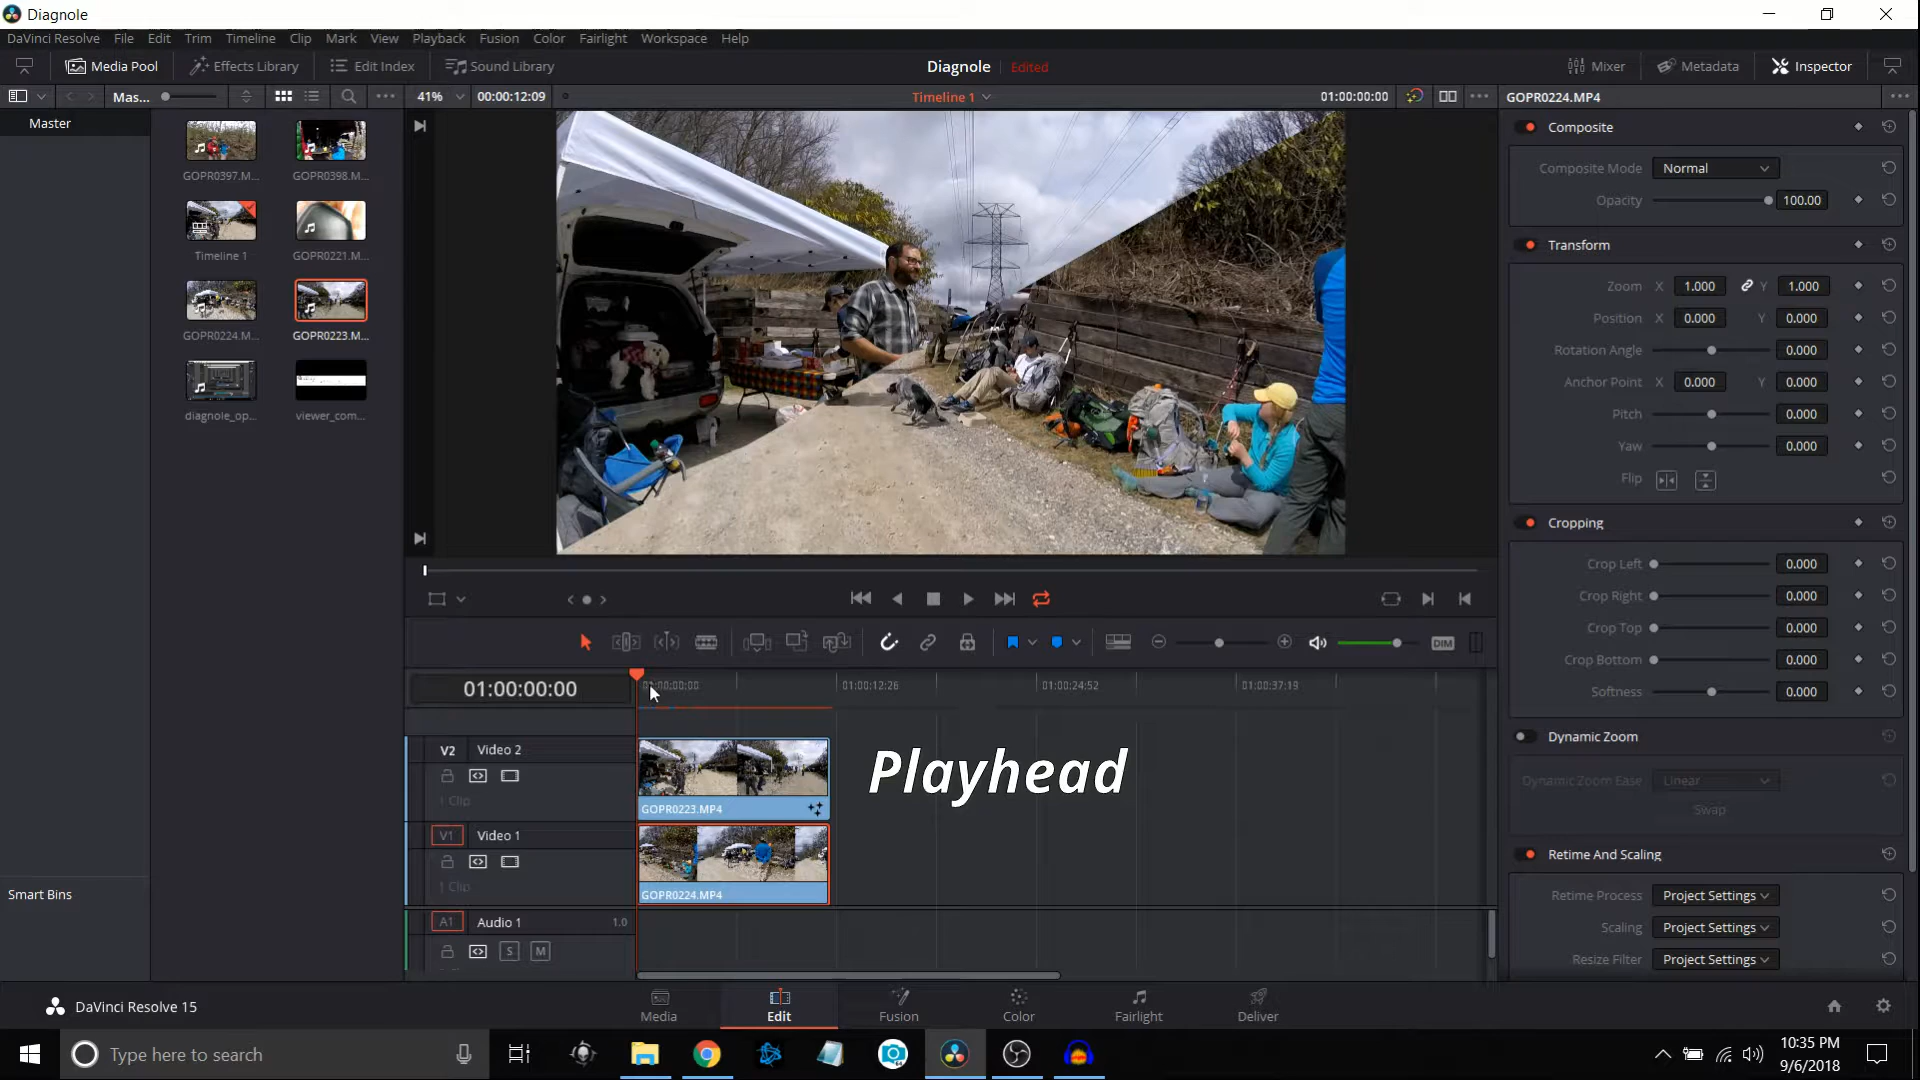 Diagnole
DaVinci Resolve File Edit Trim Timeline Clip Mark View Playback Fusion Color Fairlight Workspace Help
Media Pool Effects Library Edit Index Sound Library Diagnole Edited Mixer Metadata Inspector
Mas... 41% 00:00:12:09 Timeline 1 01:00:00:00 GOPR0224.MP4
Master
GOPR0397.M... GOPR0398.M...
Timeline 1 GOPR0221.M...
GOPR0224.M... GOPR0223.M...
diagnole_op... viewer_com...
Smart Bins
Composite
Composite Mode Normal
Opacity 100.00
Transform
Zoom X 1.000 Y 1.000
Position X 0.000 Y 0.000
Rotation Angle 0.000
Anchor Point X 0.000 Y 0.000
Pitch 0.000
Yaw 0.000
Flip
Cropping
Crop Left 0.000
Crop Right 0.000
Crop Top 0.000
Crop Bottom 0.000
Softness 0.000
Dynamic Zoom
Dynamic Zoom Ease Linear
Swap
Retime And Scaling
Retime Process Project Settings
Scaling Project Settings
Resize Filter Project Settings
DIM
01:00:00:00 01:00:00:00 01:00:12:26 01:00:24:52 01:00:37:19
V2 Video 2
1 Clip
GOPR0223.MP4
Playhead
V1 Video 1
1 Clip
GOPR0224.MP4
A1 Audio 1 1.0
S M
DaVinci Resolve 15
Media Edit Fusion Color Fairlight Deliver
Type here to search
10:35 PM
9/6/2018